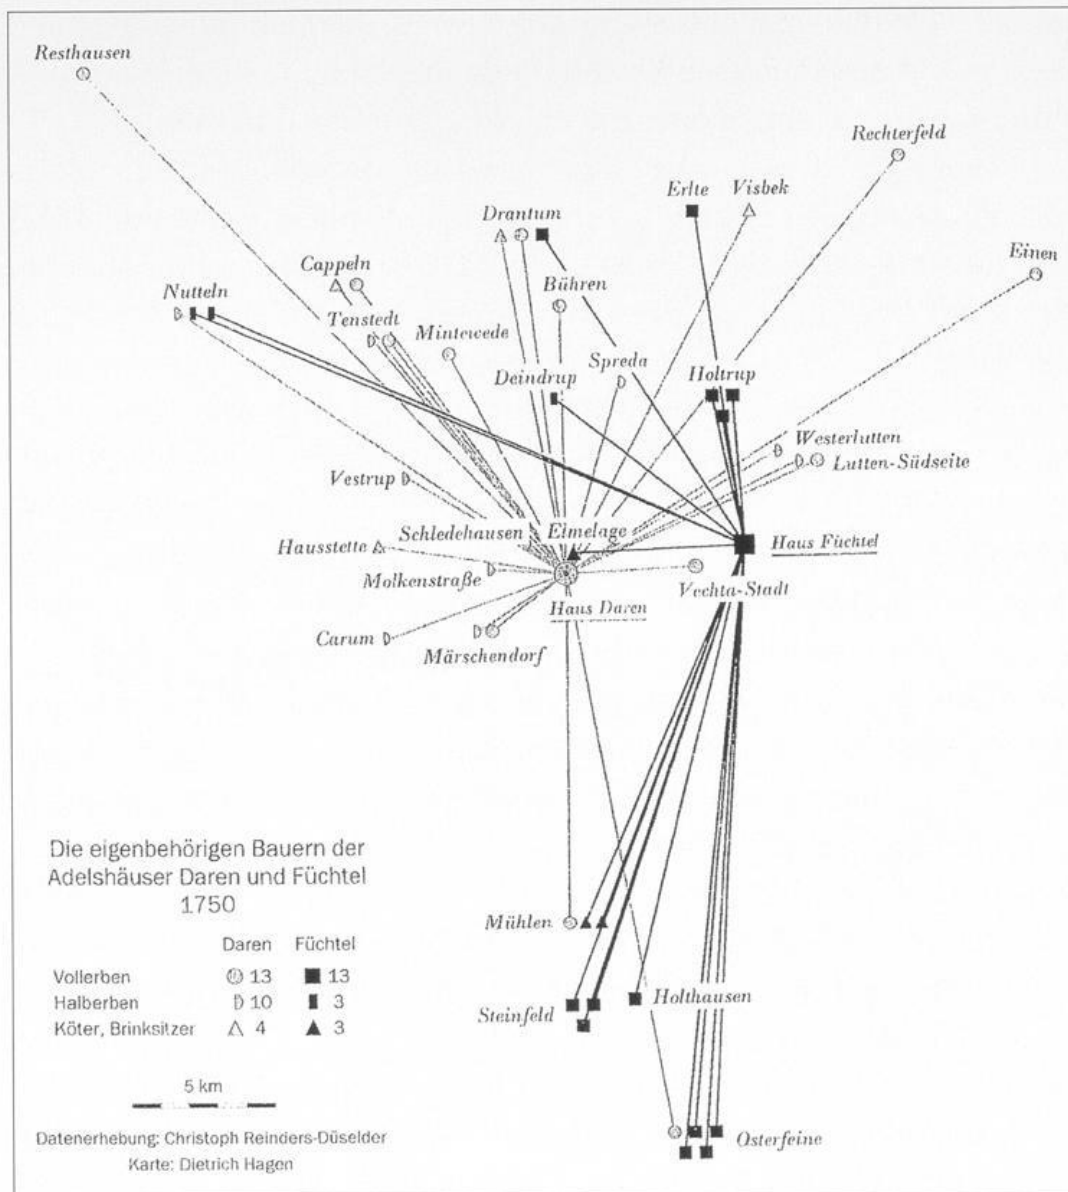 Resthausen
Rechterfeld
Erlte
Visbek
Drantum
Einen
Cappeln
Bühren
Nutteln
Tenstedt
Mintewede
Spreda
Deindrup
Holtrup
Westerlutten
Lutten-Südseite
Vestrup
Schledehausen
Elmelage
Haus Füchtel
Hausstette
Molkenstraße
Vechta-Stadt
Haus Daren
Carum
Märschendorf
Mühlen
Holthausen
Steinfeld
Osterfeine
Die eigenbehörigen Bauern der
Adelshäuser Daren und Füchtel
1750
Daren Füchtel
Vollerben 13 13
Halberben 10 3
Köter, Brinksitzer 4 3
5 km
Datenerhebung: Christoph Reinders-Düselder
Karte: Dietrich Hagen